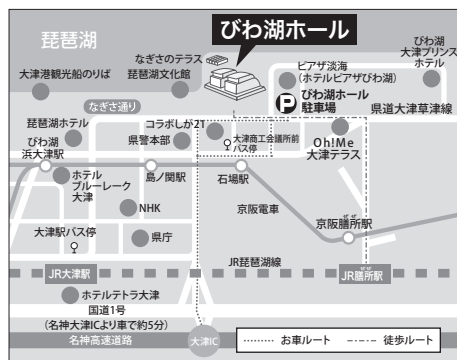 びわ湖ホール
琵琶湖
なぎさのテラス
琵琶湖文化館
大津港観光船のりば
ピアザ淡海
(ホテルピアザびわ湖)
びわ湖
大津プリンス
ホテル
P
びわ湖ホール
駐車場
県道大津草津線
なぎさ通り
琵琶湖ホテル
コラボしが21
県警本部
大津商工会議所前
バス停
Oh!Me
大津テラス
びわ湖
浜大津駅
ホテル
ブルーレーク
大津
島ノ関駅
石場駅
NHK
京阪電車
京阪膳所駅
ぜぜ
大津駅バス停
県庁
JR琵琶湖線
JR大津駅
JR膳所駅
ぜぜ
ホテルテトラ大津
国道1号
(名神大津ICより車で約5分)
名神高速道路
大津IC
お車ルート
徒歩ルート